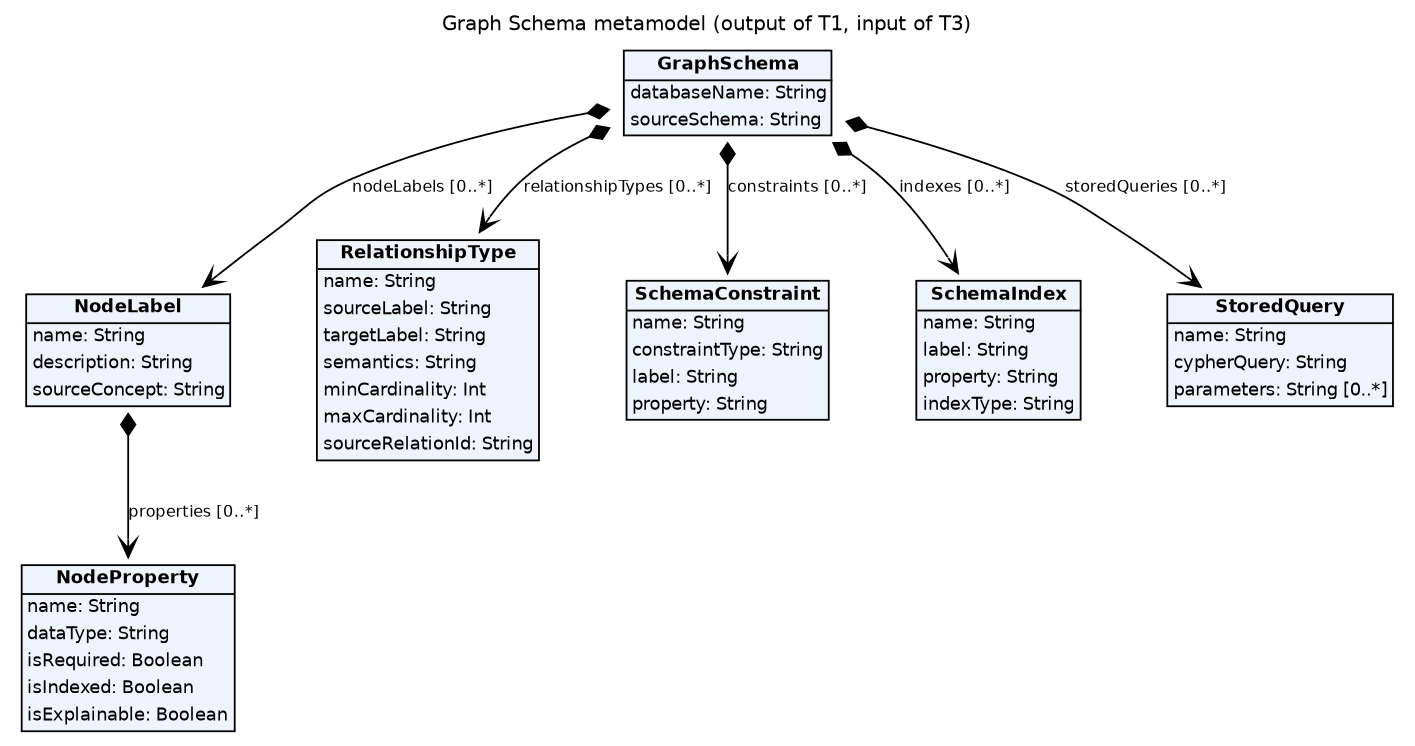 Graph Schema metamodel (output of T1, input of T3)
GraphSchema
databaseName: String
sourceSchema: String
nodeLabels [0..*]
relationshipTypes [0..*]
constraints [0..*]
indexes [0..*]
storedQueries [0..*]
NodeLabel
name: String
description: String
sourceConcept: String
RelationshipType
name: String
sourceLabel: String
targetLabel: String
semantics: String
minCardinality: Int
maxCardinality: Int
sourceRelationId: String
SchemaConstraint
name: String
constraintType: String
label: String
property: String
SchemaIndex
name: String
label: String
property: String
indexType: String
StoredQuery
name: String
cypherQuery: String
parameters: String [0..*]
properties [0..*]
NodeProperty
name: String
dataType: String
isRequired: Boolean
isIndexed: Boolean
isExplainable: Boolean